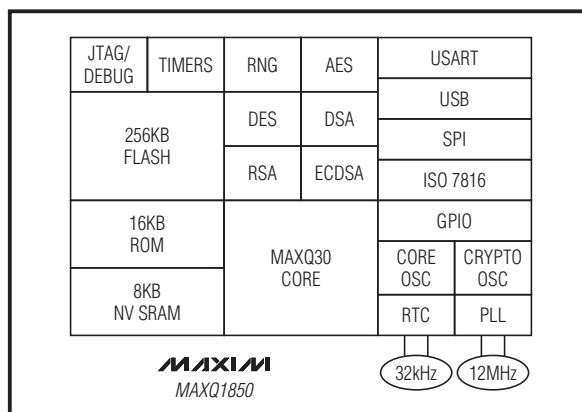 JTAG/
DEBUG
TIMERS
RNG
AES
USART
USB
256KB
FLASH
DES
DSA
SPI
RSA
ECDSA
ISO 7816
16KB
ROM
MAXQ30
CORE
GPIO
CORE
OSC
CRYPTO
OSC
8KB
NV SRAM
RTC
PLL
MAXIM
MAXQ1850
32kHz
12MHz